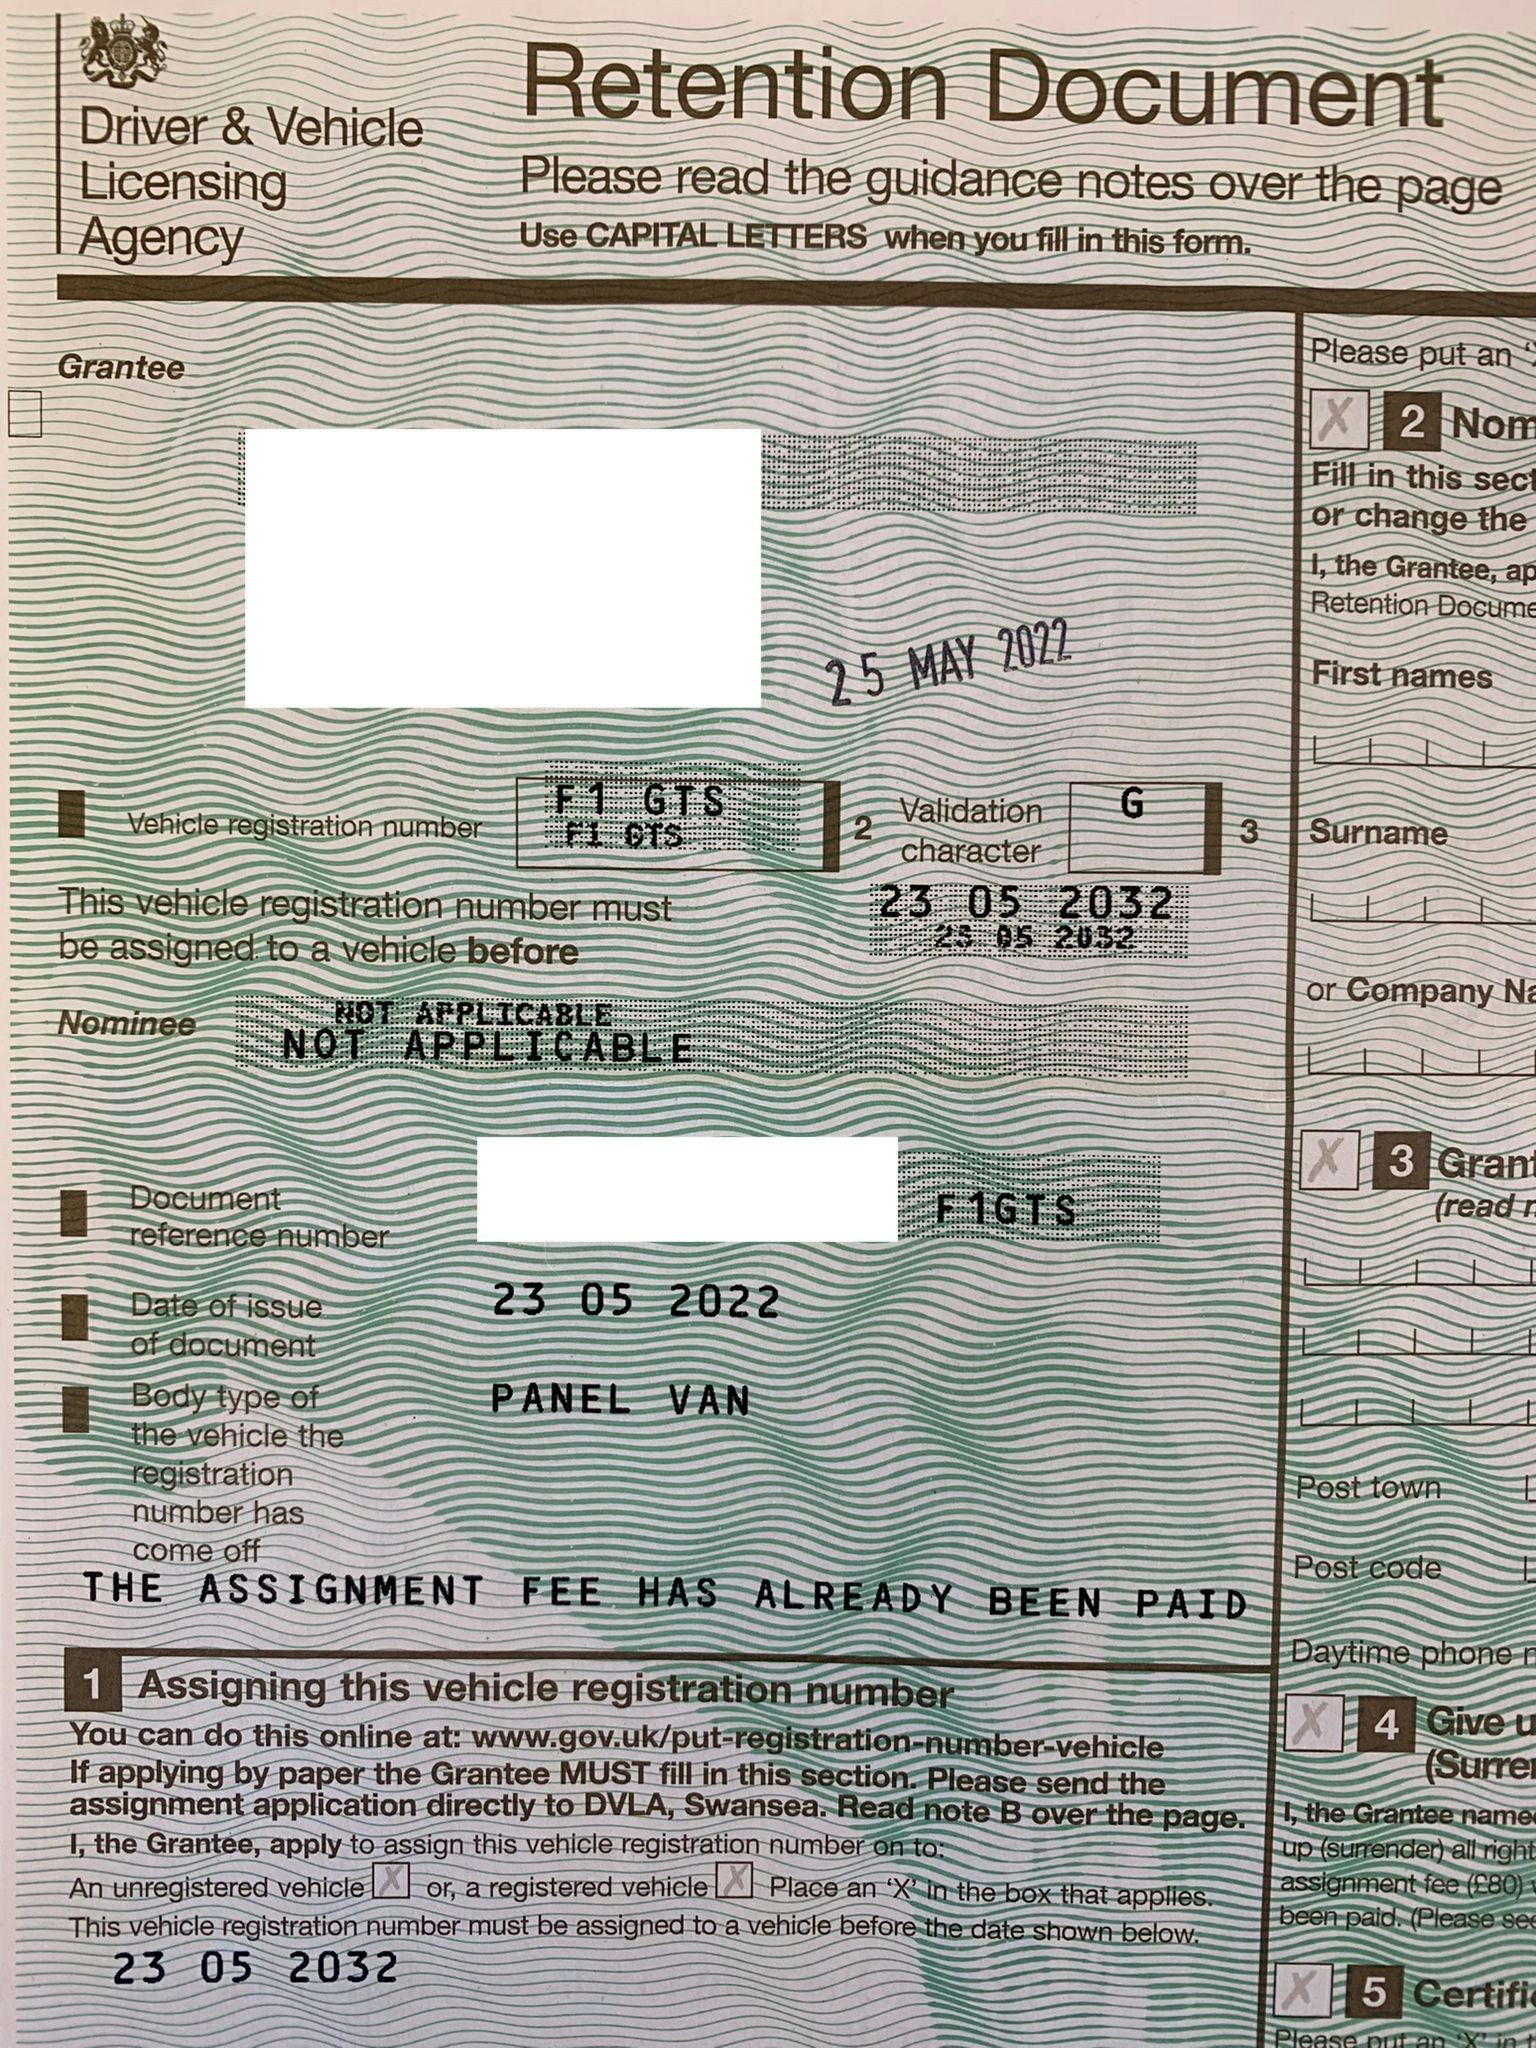 Driver & Vehicle
Licensing
Agency
Retention Document
Please read the guidance notes over the page
Use CAPITAL LETTERS when you fill in this form.
Grantee
25 MAY 2022
Vehicle registration number
F1 GTS
F1 GTS
2
Validation
character
G
3
This vehicle registration number must
be assigned to a vehicle before
23 05 2032
23 05 2032
Nominee
NOT APPLICABLE
NOT APPLICABLE
Document
reference number
F1GTS
Date of issue
of document
23 05 2022
Body type of
the vehicle the
registration
number has
come off
PANEL VAN
THE ASSIGNMENT FEE HAS ALREADY BEEN PAID
1 Assigning this vehicle registration number
You can do this online at: www.gov.uk/put-registration-number-vehicle
If applying by paper the Grantee MUST fill in this section. Please send the
assignment application directly to DVLA, Swansea. Read note B over the page.
I, the Grantee, apply to assign this vehicle registration number on to:
An unregistered vehicle X or, a registered vehicle X Place an 'X' in the box that applies.
This vehicle registration number must be assigned to a vehicle before the date shown below.
23 05 2032
Please put an
X 2 Nom
Fill in this sect
or change the
I, the Grantee, ap
Retention Docume
First names
Surname
or Company Na
X 3 Grant
(read n
Post town
Post code
Daytime phone n
X 4 Give u
(Surre
I, the Grantee name
up (surrender) all right
assignment fee (£80) w
been paid. (Please see
X 5 Certific
Please put an 'X' in t